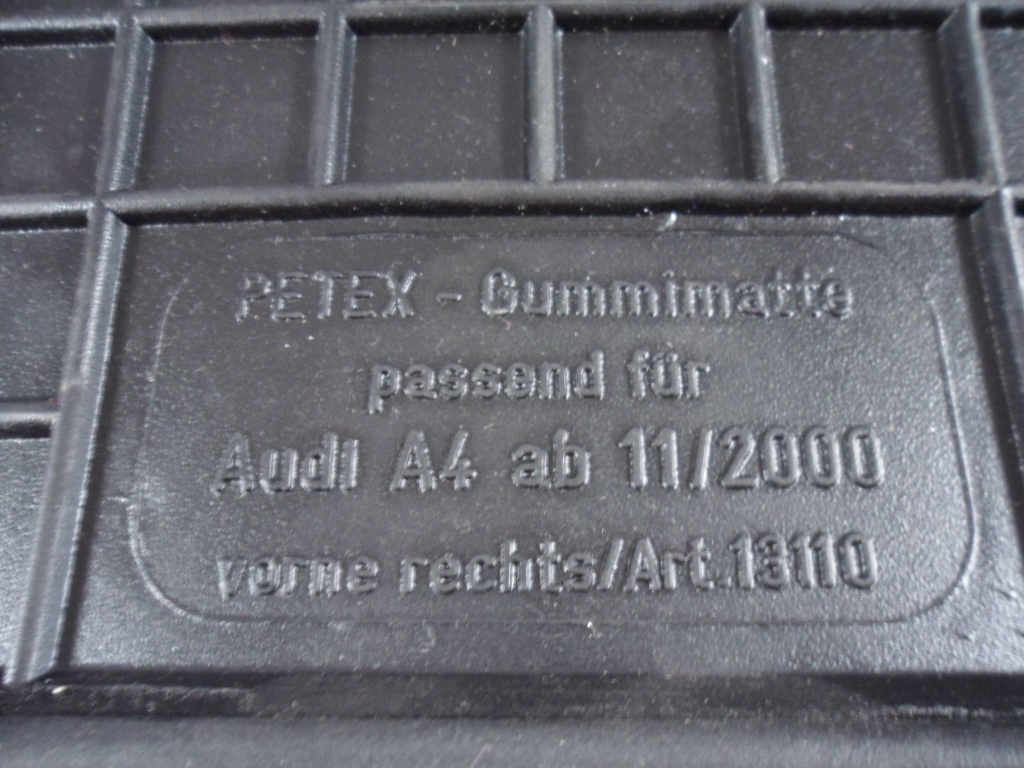 PETEX - Gummimatte
passend für
Audi A4 ab 11/2000
vorne rechts/Art.13110